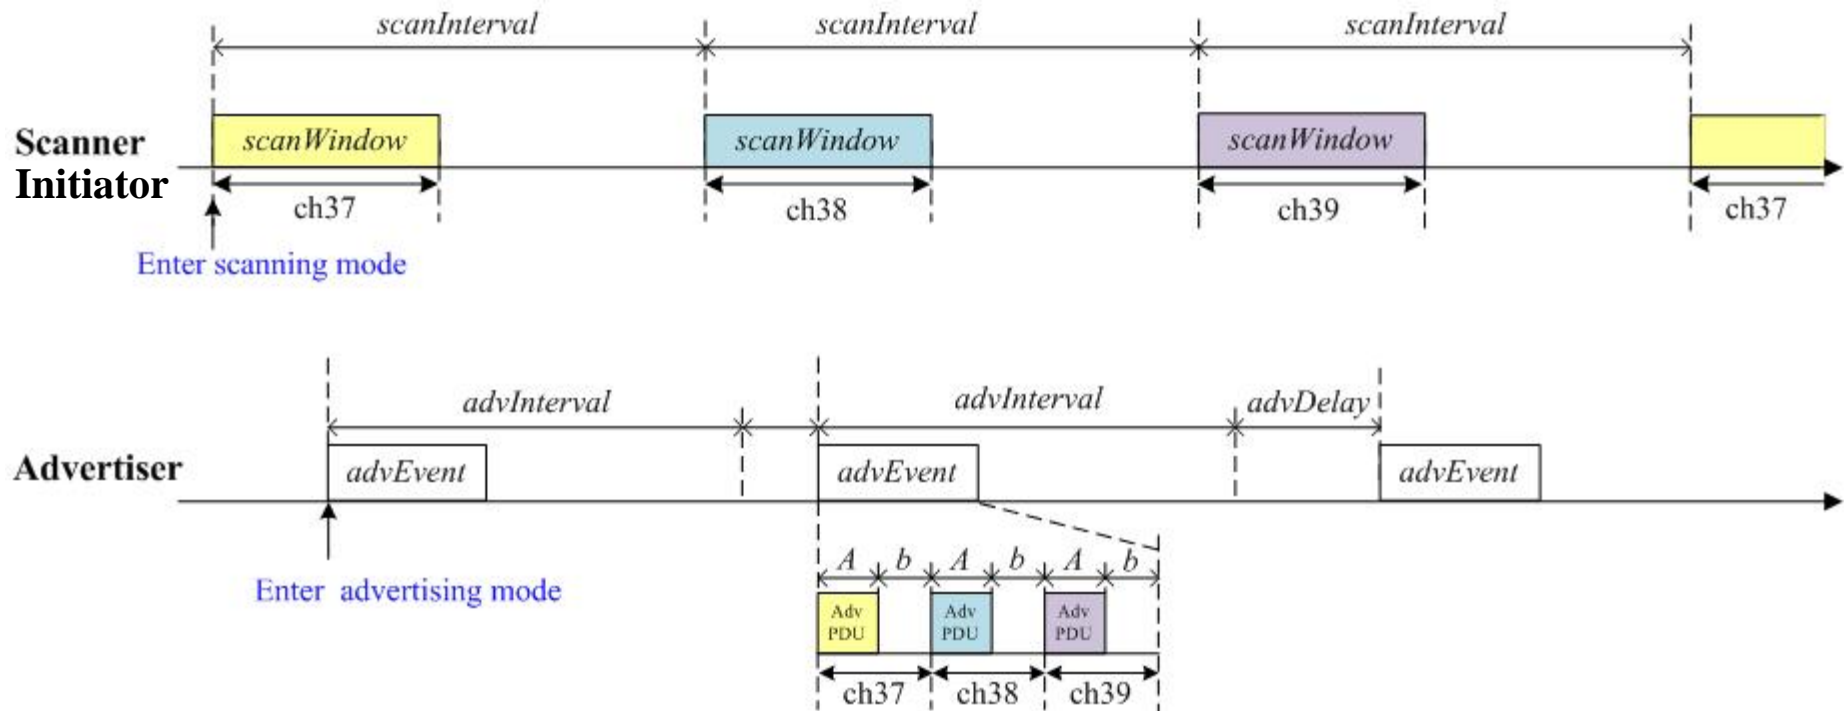 scanInterval scanInterval scanInterval
Scanner
Initiator
scanWindow scanWindow scanWindow
ch37 ch38 ch39 ch37
Enter scanning mode
advInterval advInterval advDelay
Advertiser
advEvent advEvent advEvent
Enter advertising mode
A b A b A b
Adv Adv Adv
PDU PDU PDU
ch37 ch38 ch39